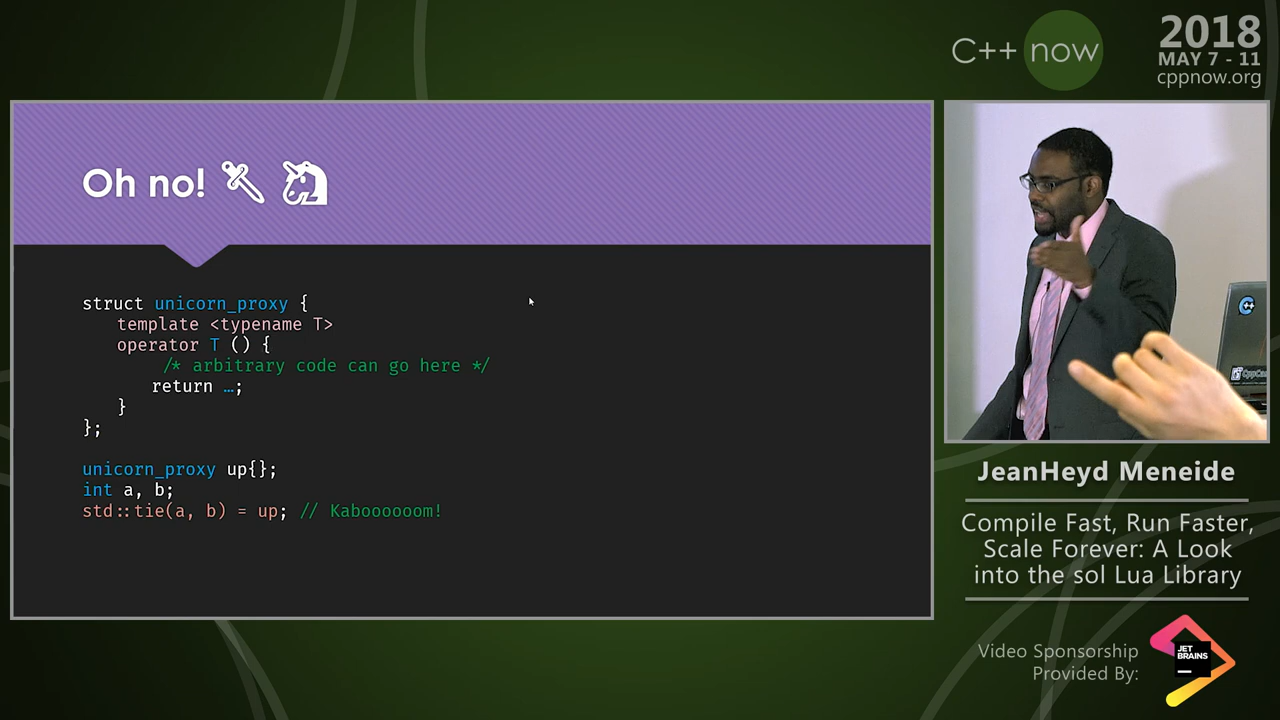 C++ now
2018
MAY 7 - 11
cppnow.org
Oh no!
struct unicorn_proxy {
template <typename T>
operator T () {
/* arbitrary code can go here */
return …;
}
};
unicorn_proxy up{};
int a, b;
std::tie(a, b) = up; // Kaboooooom!
JeanHeyd Meneide
Compile Fast, Run Faster,
Scale Forever: A Look
into the sol Lua Library
Video Sponsorship
Provided By:
JET
BRAINS